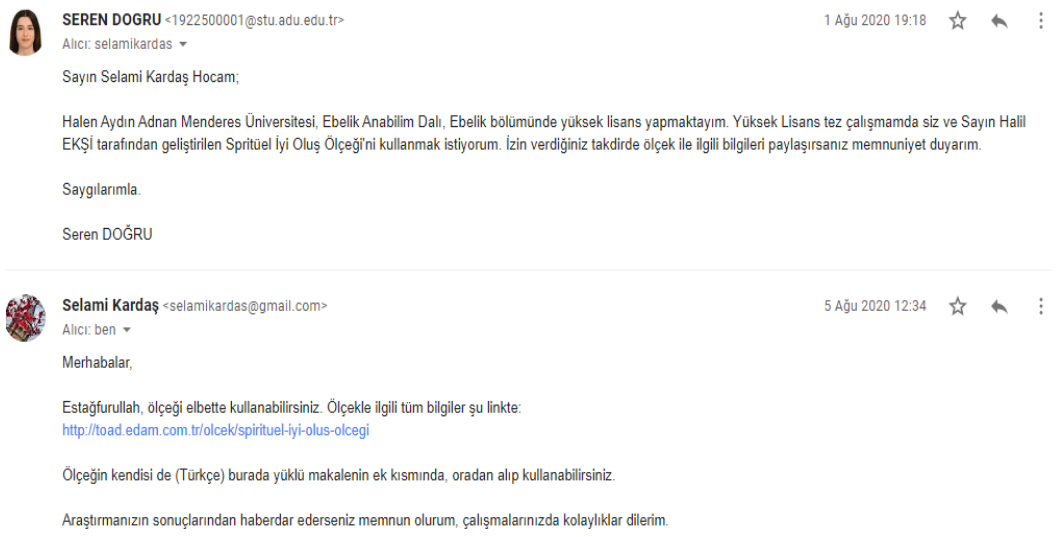 SEREN DOGRU <1922500001@stu.adu.edu.tr>
1 Ağu 2020 19:18
Alıcı: selamikardas
Sayın Selami Kardaş Hocam;
Halen Aydın Adnan Menderes Üniversitesi, Ebelik Anabilim Dalı, Ebelik bölümünde yüksek lisans yapmaktayım. Yüksek Lisans tez çalışmamda siz ve Sayın Halil
EKŞİ tarafından geliştirilen Spritüel İyi Oluş Ölçeği'ni kullanmak istiyorum. İzin verdiğiniz takdirde ölçek ile ilgili bilgileri paylaşırsanız memnuniyet duyarım.
Saygılarımla.
Seren DOĞRU
Selami Kardaş <selamikardas@gmail.com>
5 Ağu 2020 12:34
Alıcı: ben
Merhabalar,
Estağfurullah, ölçeği elbette kullanabilirsiniz. Ölçekle ilgili tüm bilgiler şu linkte:
http://toad.edam.com.tr/olcek/spirituel-iyi-olus-olcegi
Ölçeğin kendisi de (Türkçe) burada yüklü makalenin ek kısmında, oradan alıp kullanabilirsiniz.
Araştırmanızın sonuçlarından haberdar ederseniz memnun olurum, çalışmalarınızda kolaylıklar dilerim.